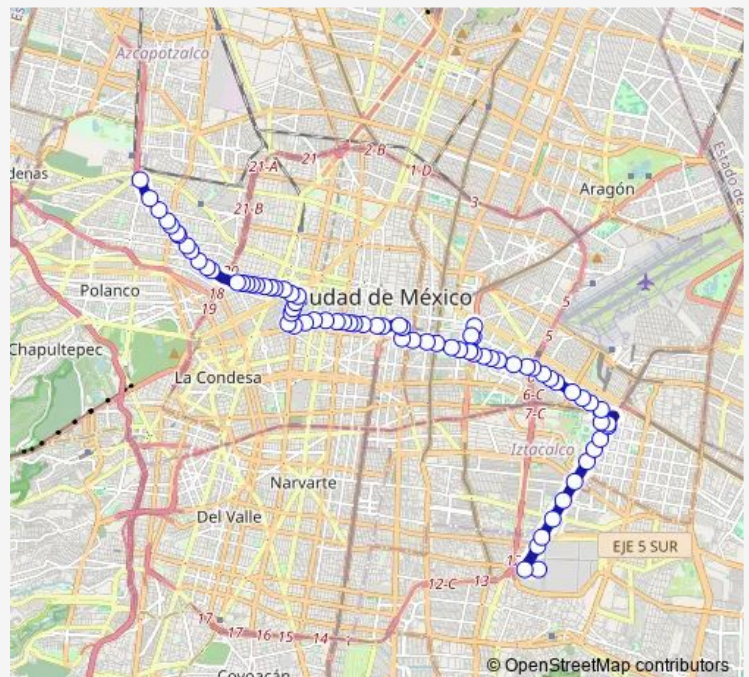 Azcapotzalco
21-A
21
2-B
1-D
denas
21-B
3
Aragón
Estado de
20
Polanco
18
19
udad de México
5
5
Chapultepec
La Condesa
6-C
7-C
Iztacalco
Narvarte
Del Valle
EJE 5 SUR
12-C
13
17
17
16
15
14
Coyoacán
© OpenStreetMap contributors